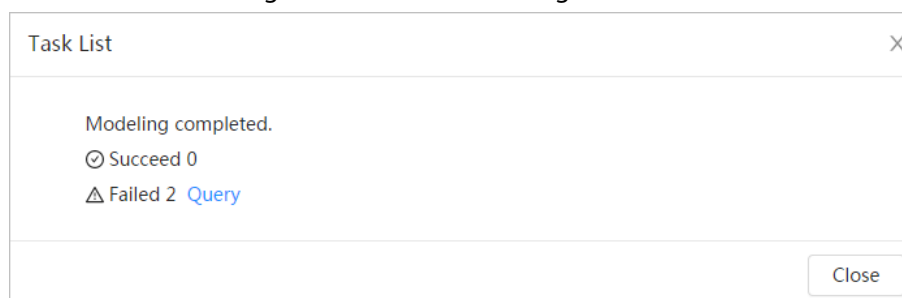 Task List
Modeling completed.
Succeed 0
Failed 2 Query
Close